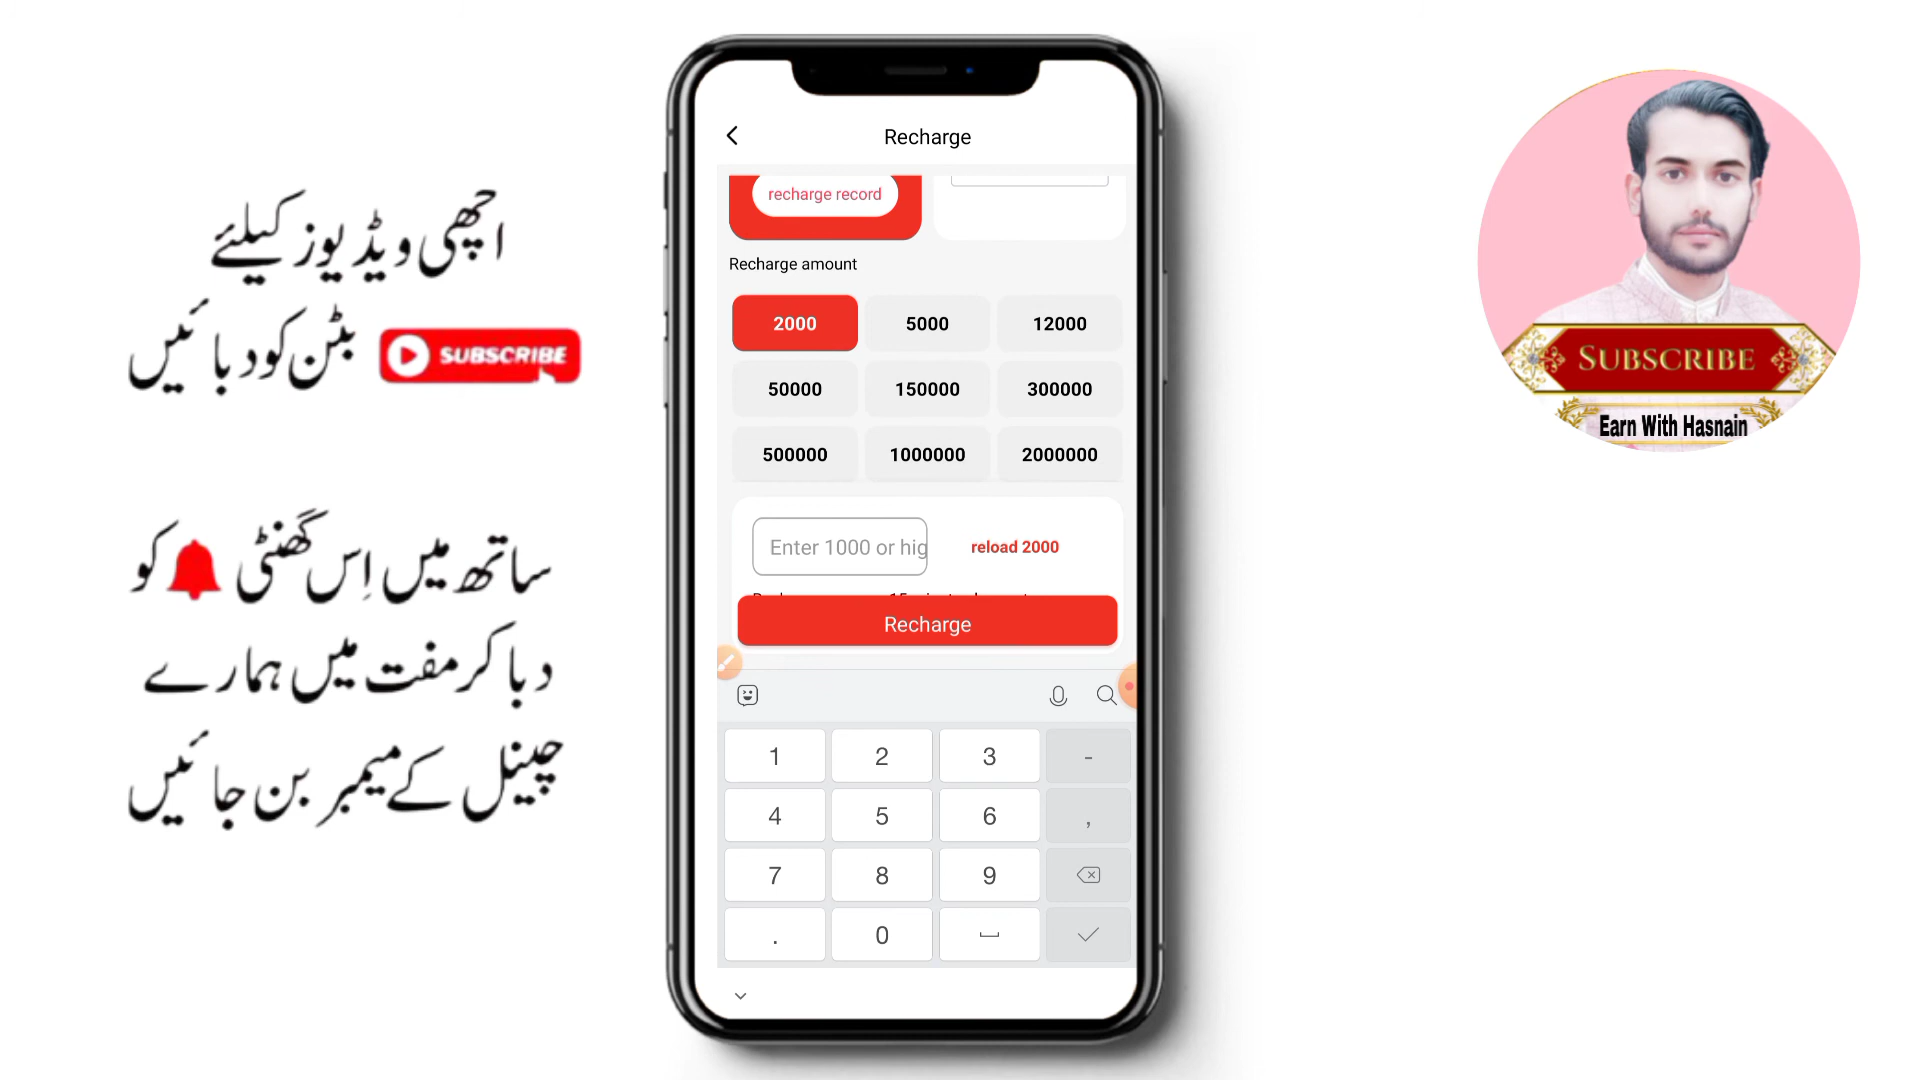 اچھی ویڈیوز کیلئے
بٹن کو دبائیں
SUBSCRIBE
ساتھ میں اِس گھنٹی کو
دبا کر مفت میں ہمارے
چینل کے میمبر بن جائیں
Recharge
recharge record
Recharge amount
2000 5000 12000
50000 150000 300000
500000 1000000 2000000
Enter 1000 or hig
reload 2000
Recharge
1 2 3 -
4 5 6 ,
7 8 9
. 0
SUBSCRIBE
Earn With Hasnain